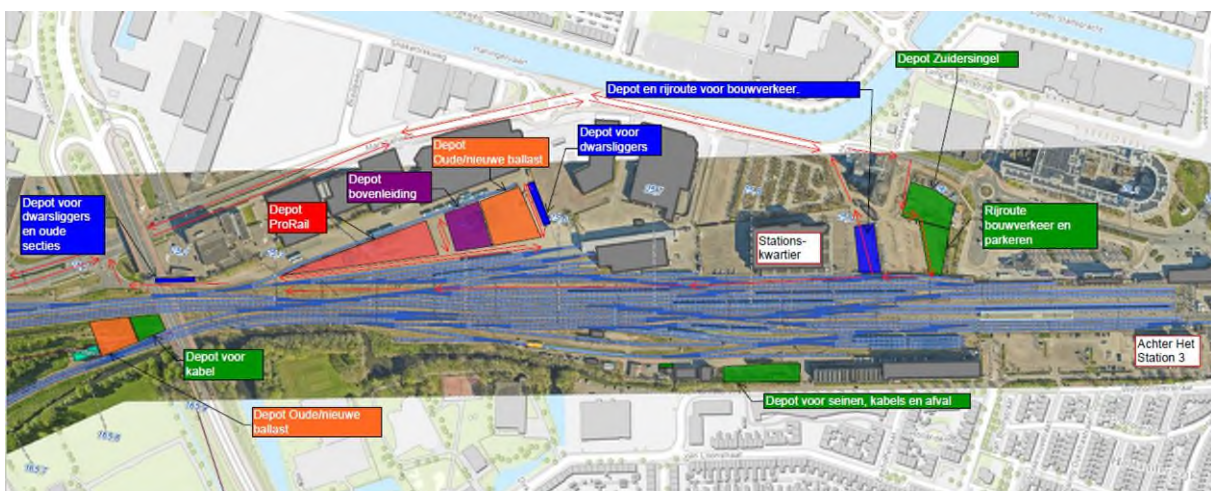 Depot Zuidersingel
Depot en rijroute voor bouwverkeer.
Depot voor
dwarsliggers
Depot
Oude/nieuwe ballast
Depot
bovenleiding
Depot voor
dwarsliggers
en oude
secties
Depot
ProRail
Stations-
kwartier
Rijroute
bouwverkeer en
parkeren
Depot voor
kabel
Achter Het
Station 3
Depot voor seinen, kabels en afval
Depot Oude/nieuwe
ballast
165.8